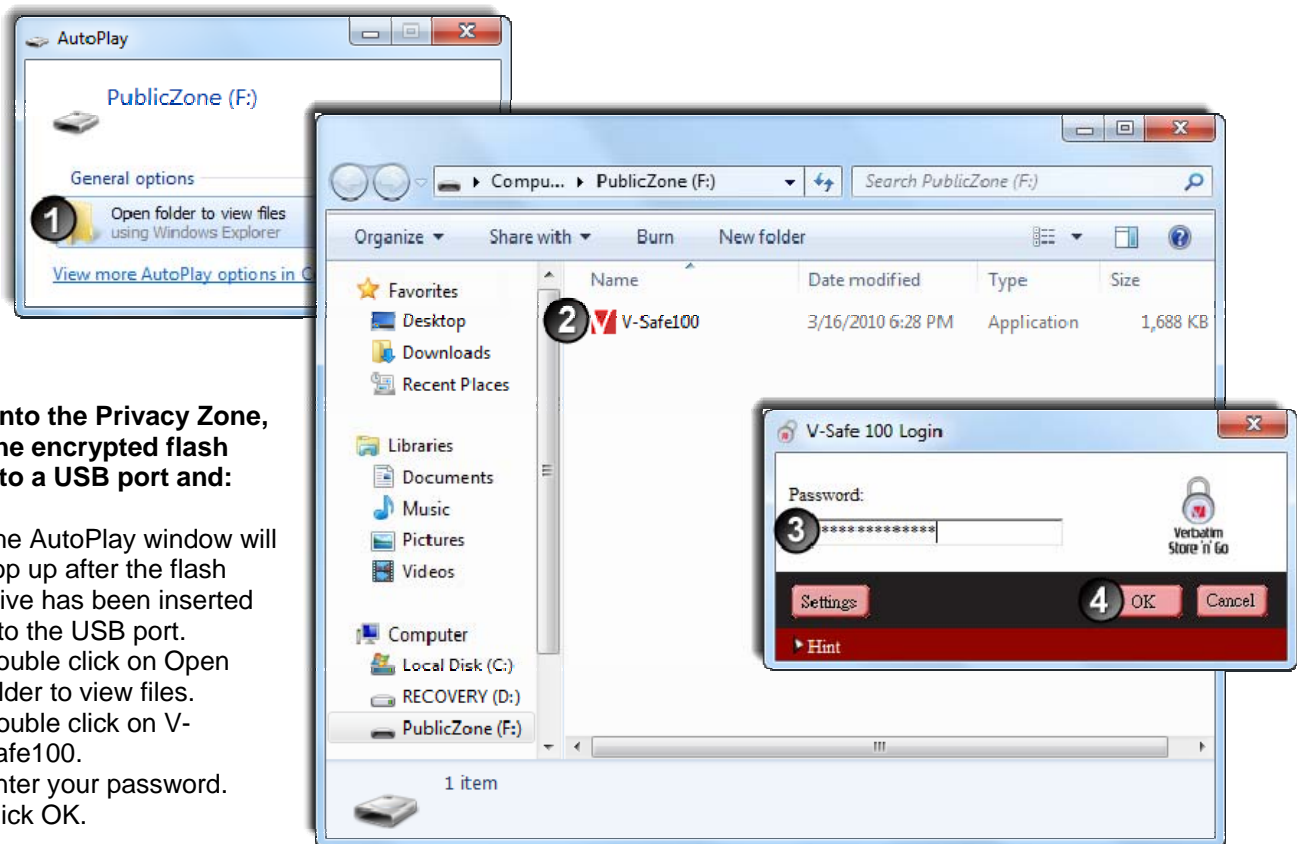 AutoPlay
PublicZone (F:)
General options
1
Open folder to view files
using Windows Explorer
View more AutoPlay options in
Compu... PublicZone (F:)
Search PublicZone (F:)
Organize Share with Burn New folder
Name Date modified Type Size
2 V-Safe100 3/16/2010 6:28 PM Application 1,688 KB
Favorites
Desktop
Downloads
Recent Places
Libraries
Documents
Music
Pictures
Videos
Computer
Local Disk (C:)
RECOVERY (D:)
PublicZone (F:)
1 item
V-Safe 100 Login
Password:
3 *************
Verbatim
Store 'n' Go
Settings 4 OK Cancel
Hint
nto the Privacy Zone,
he encrypted flash
to a USB port and:
he AutoPlay window will
op up after the flash
ive has been inserted
to the USB port.
ouble click on Open
lder to view files.
ouble click on V-
afe100.
nter your password.
ick OK.